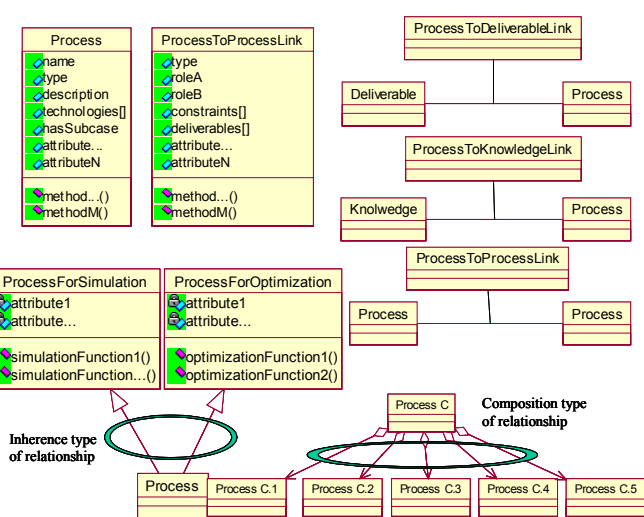 Process
name
type
description
technologies[]
hasSubcase
attribute...
attributeN
method...()
methodM()
ProcessToProcessLink
type
roleA
roleB
constraints[]
deliverables[]
attribute...
attributeN
method...()
methodM()
ProcessToDeliverableLink
Deliverable
Process
ProcessToKnowledgeLink
Knolwedge
Process
ProcessToProcessLink
Process
Process
ProcessForSimulation
attribute1
attribute...
simulationFunction1()
simulationFunction...()
ProcessForOptimization
attribute1
attribute...
optimizationFunction1()
optimizationFunction2()
Inherence type
of relationship
Process
Process C
Composition type
of relationship
Process C.1
Process C.2
Process C.3
Process C.4
Process C.5